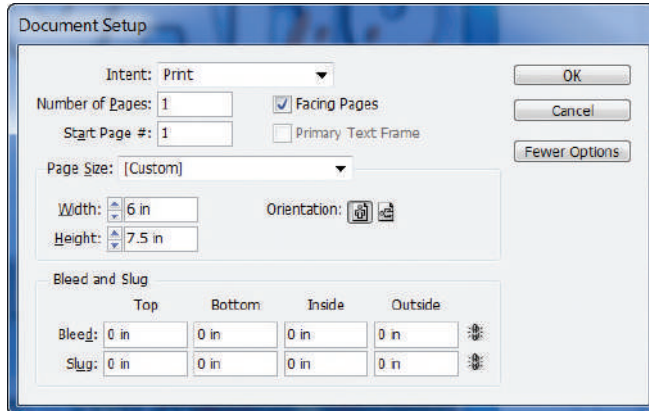 Document Setup
Intent: Print
OK
Number of Pages: 1
Facing Pages
Cancel
Start Page #: 1
Primary Text Frame
Fewer Options
Page Size: [Custom]
Width: 6 in
Orientation:
Height: 7.5 in
Bleed and Slug
Top Bottom Inside Outside
Bleed: 0 in 0 in 0 in 0 in
Slug: 0 in 0 in 0 in 0 in